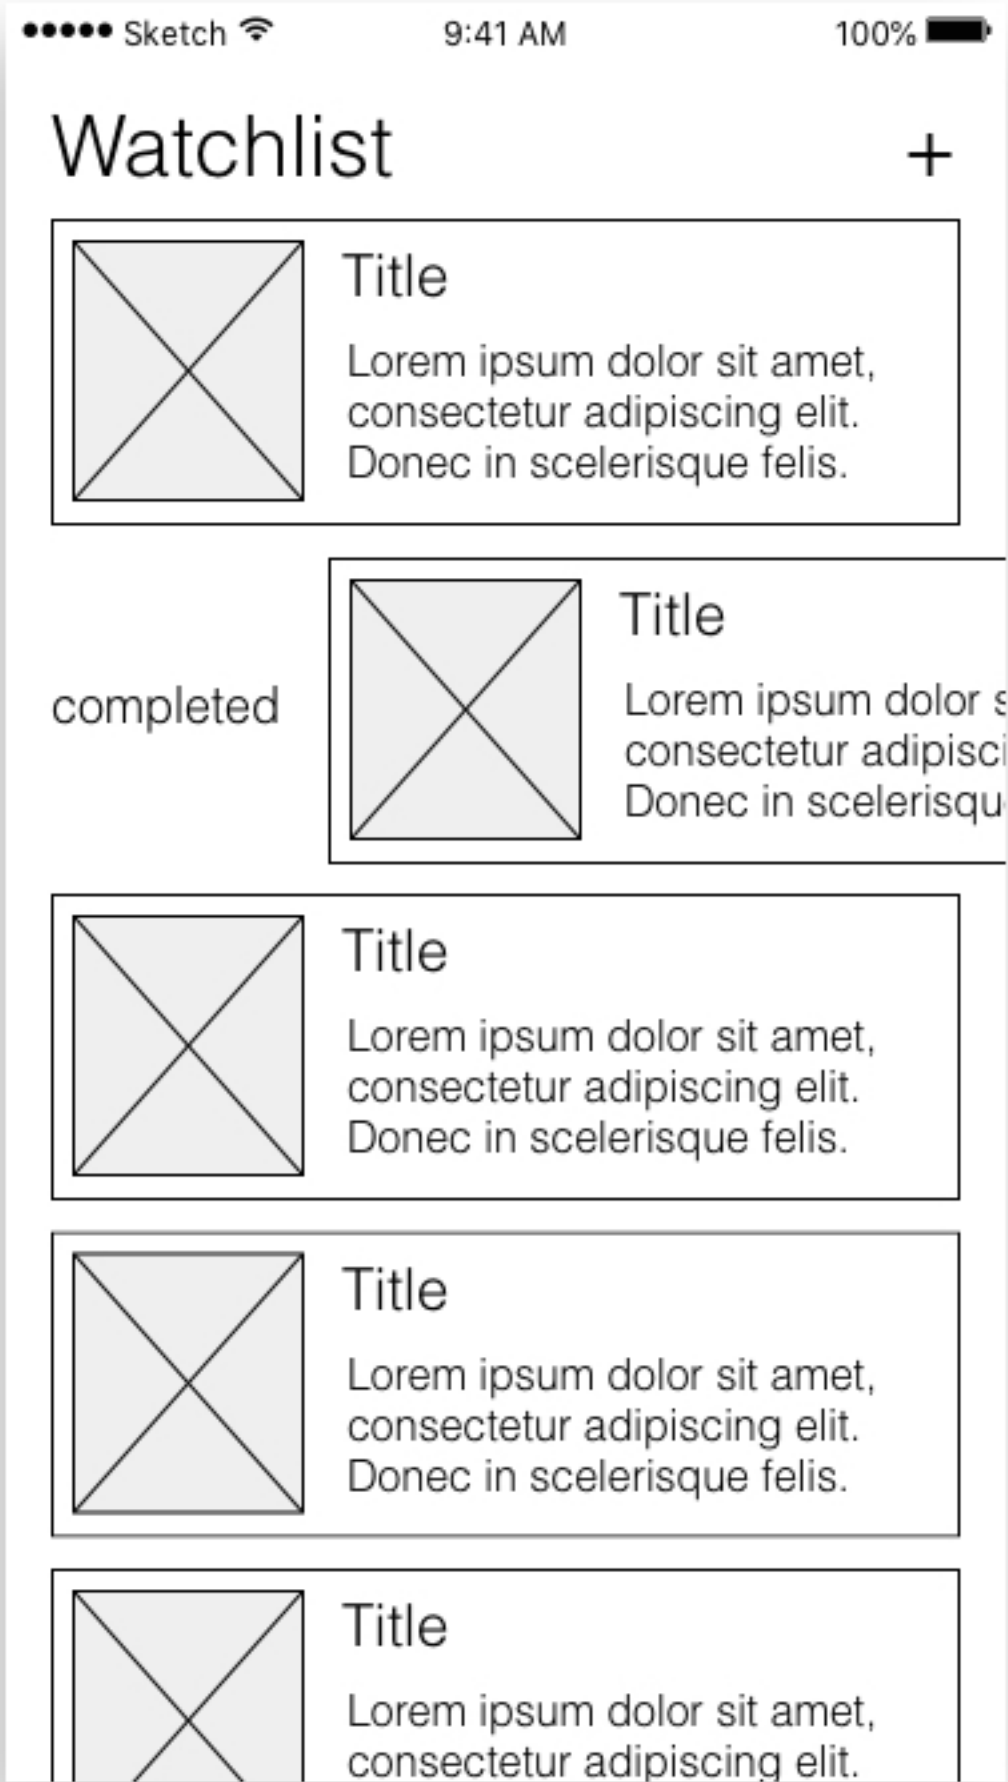 Sketch 9:41 AM 100%
Watchlist +
Title
Lorem ipsum dolor sit amet,
consectetur adipiscing elit.
Donec in scelerisque felis.
Title
completed
Lorem ipsum dolor s
consectetur adipisci
Donec in scelerisqu
Title
Lorem ipsum dolor sit amet,
consectetur adipiscing elit.
Donec in scelerisque felis.
Title
Lorem ipsum dolor sit amet,
consectetur adipiscing elit.
Donec in scelerisque felis.
Title
Lorem ipsum dolor sit amet,
consectetur adipiscing elit.